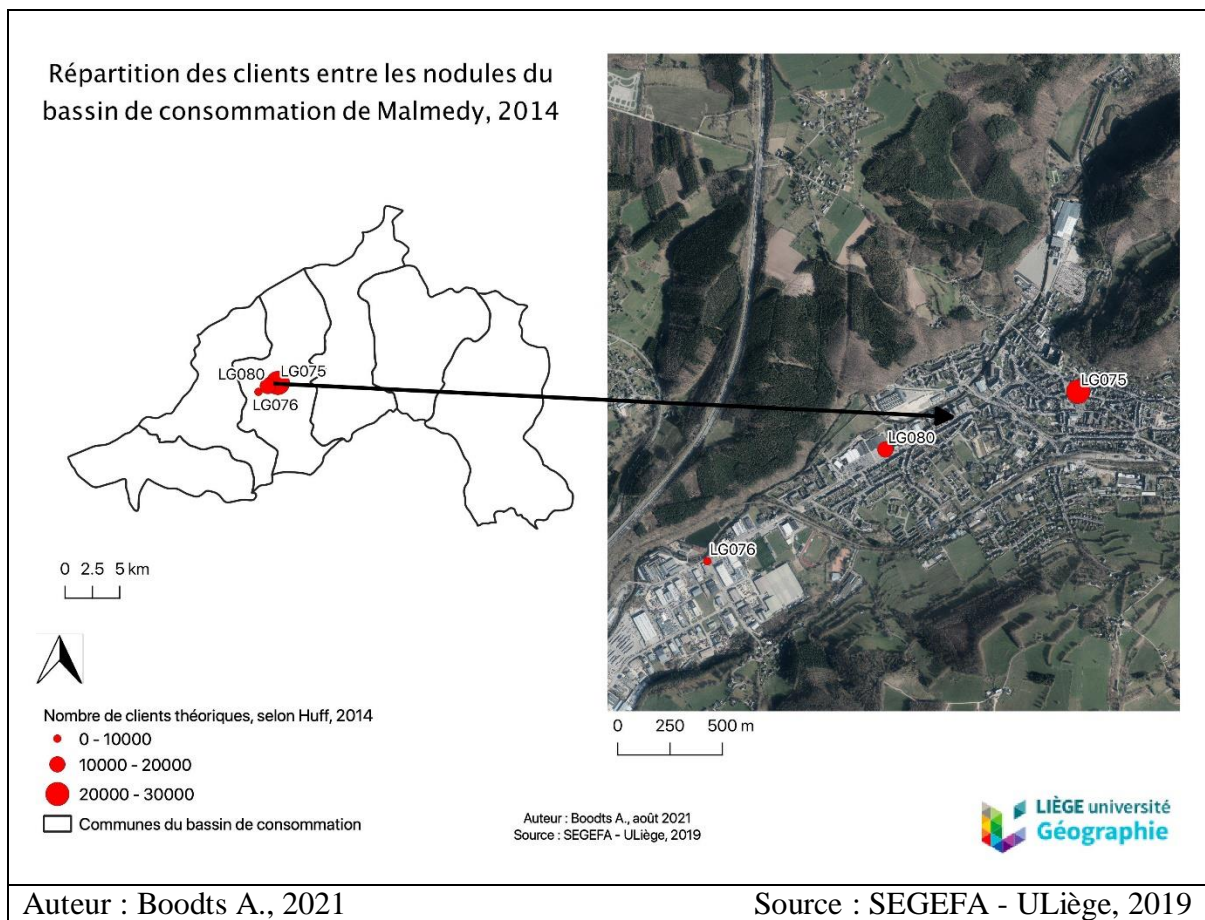 Répartition des clients entre les nodules du
bassin de consommation de Malmedy, 2014
LG080
LG075
LG076
0 2.5 5 km
LG075
LG080
LG076
0 250 500 m
Nombre de clients théoriques, selon Huff, 2014
0 - 10000
10000 - 20000
20000 - 30000
Communes du bassin de consommation
Auteur : Boodts A., août 2021
Source : SEGEFA - ULiège, 2019
LIÈGE université
Géographie
Auteur : Boodts A., 2021 Source : SEGEFA - ULiège, 2019